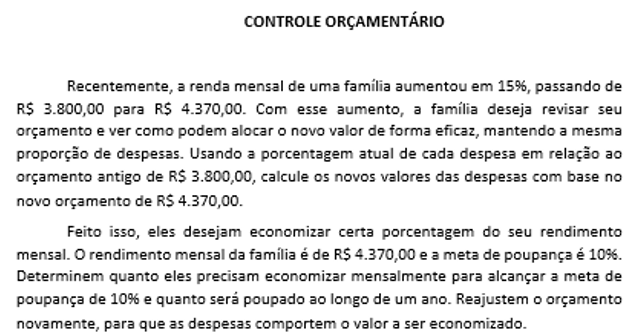 CONTROLE ORÇAMENTÁRIO
Recentemente, a renda mensal de uma família aumentou em 15%, passando de
R$ 3.800,00 para R$ 4.370,00. Com esse aumento, a família deseja revisar seu
orçamento e ver como podem alocar o novo valor de forma eficaz, mantendo a mesma
proporção de despesas. Usando a porcentagem atual de cada despesa em relação ao
orçamento antigo de R$ 3.800,00, calcule os novos valores das despesas com base no
novo orçamento de R$ 4.370,00.
Feito isso, eles desejam economizar certa porcentagem do seu rendimento
mensal. O rendimento mensal da família é de R$ 4.370,00 e a meta de poupança é 10%.
Determinem quanto eles precisam economizar mensalmente para alcançar a meta de
poupança de 10% e quanto será poupado ao longo de um ano. Reajustem o orçamento
novamente, para que as despesas comportem o valor a ser economizado.